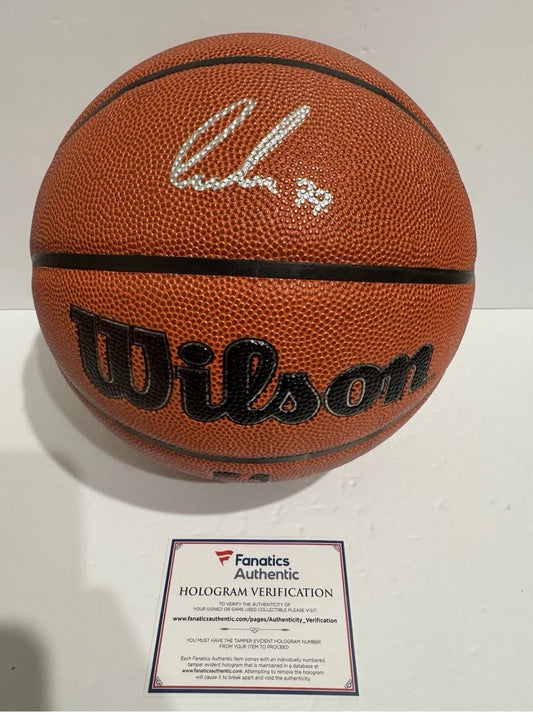 34
Wilson
Fanatics
Authentic
HOLOGRAM VERIFICATION
TO VERIFY THE AUTHENTICITY OF
YOUR SIGNED OR GAME USED COLLECTIBLE PLEASE VISIT:
www.fanaticsauthentic.com/pages/Authenticity_Verification
YOU MUST HAVE THE TAMPER EVIDENT HOLOGRAM NUMBER
FROM YOUR ITEM TO PROCEED
Each Fanatics Authentic item comes with an individually numbered,
tamper evident hologram that is maintained in a database at
www.fanaticsauthentic.com. Attempting to remove the hologram
will cause it to break apart and void the authenticity.